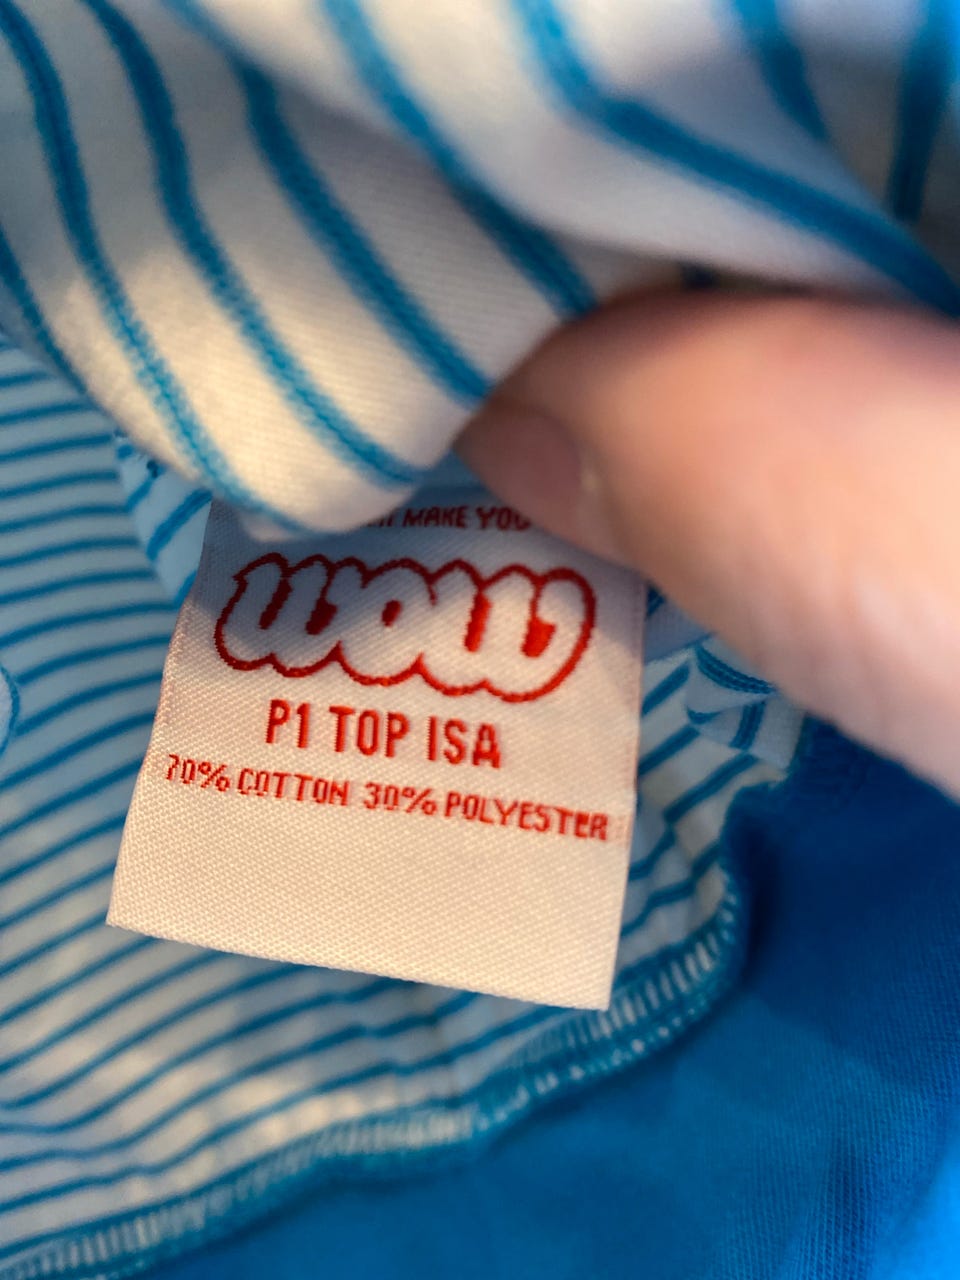 MAKE YOU
WOW
P1 TOP ISA
70% COTTON 30% POLYESTER